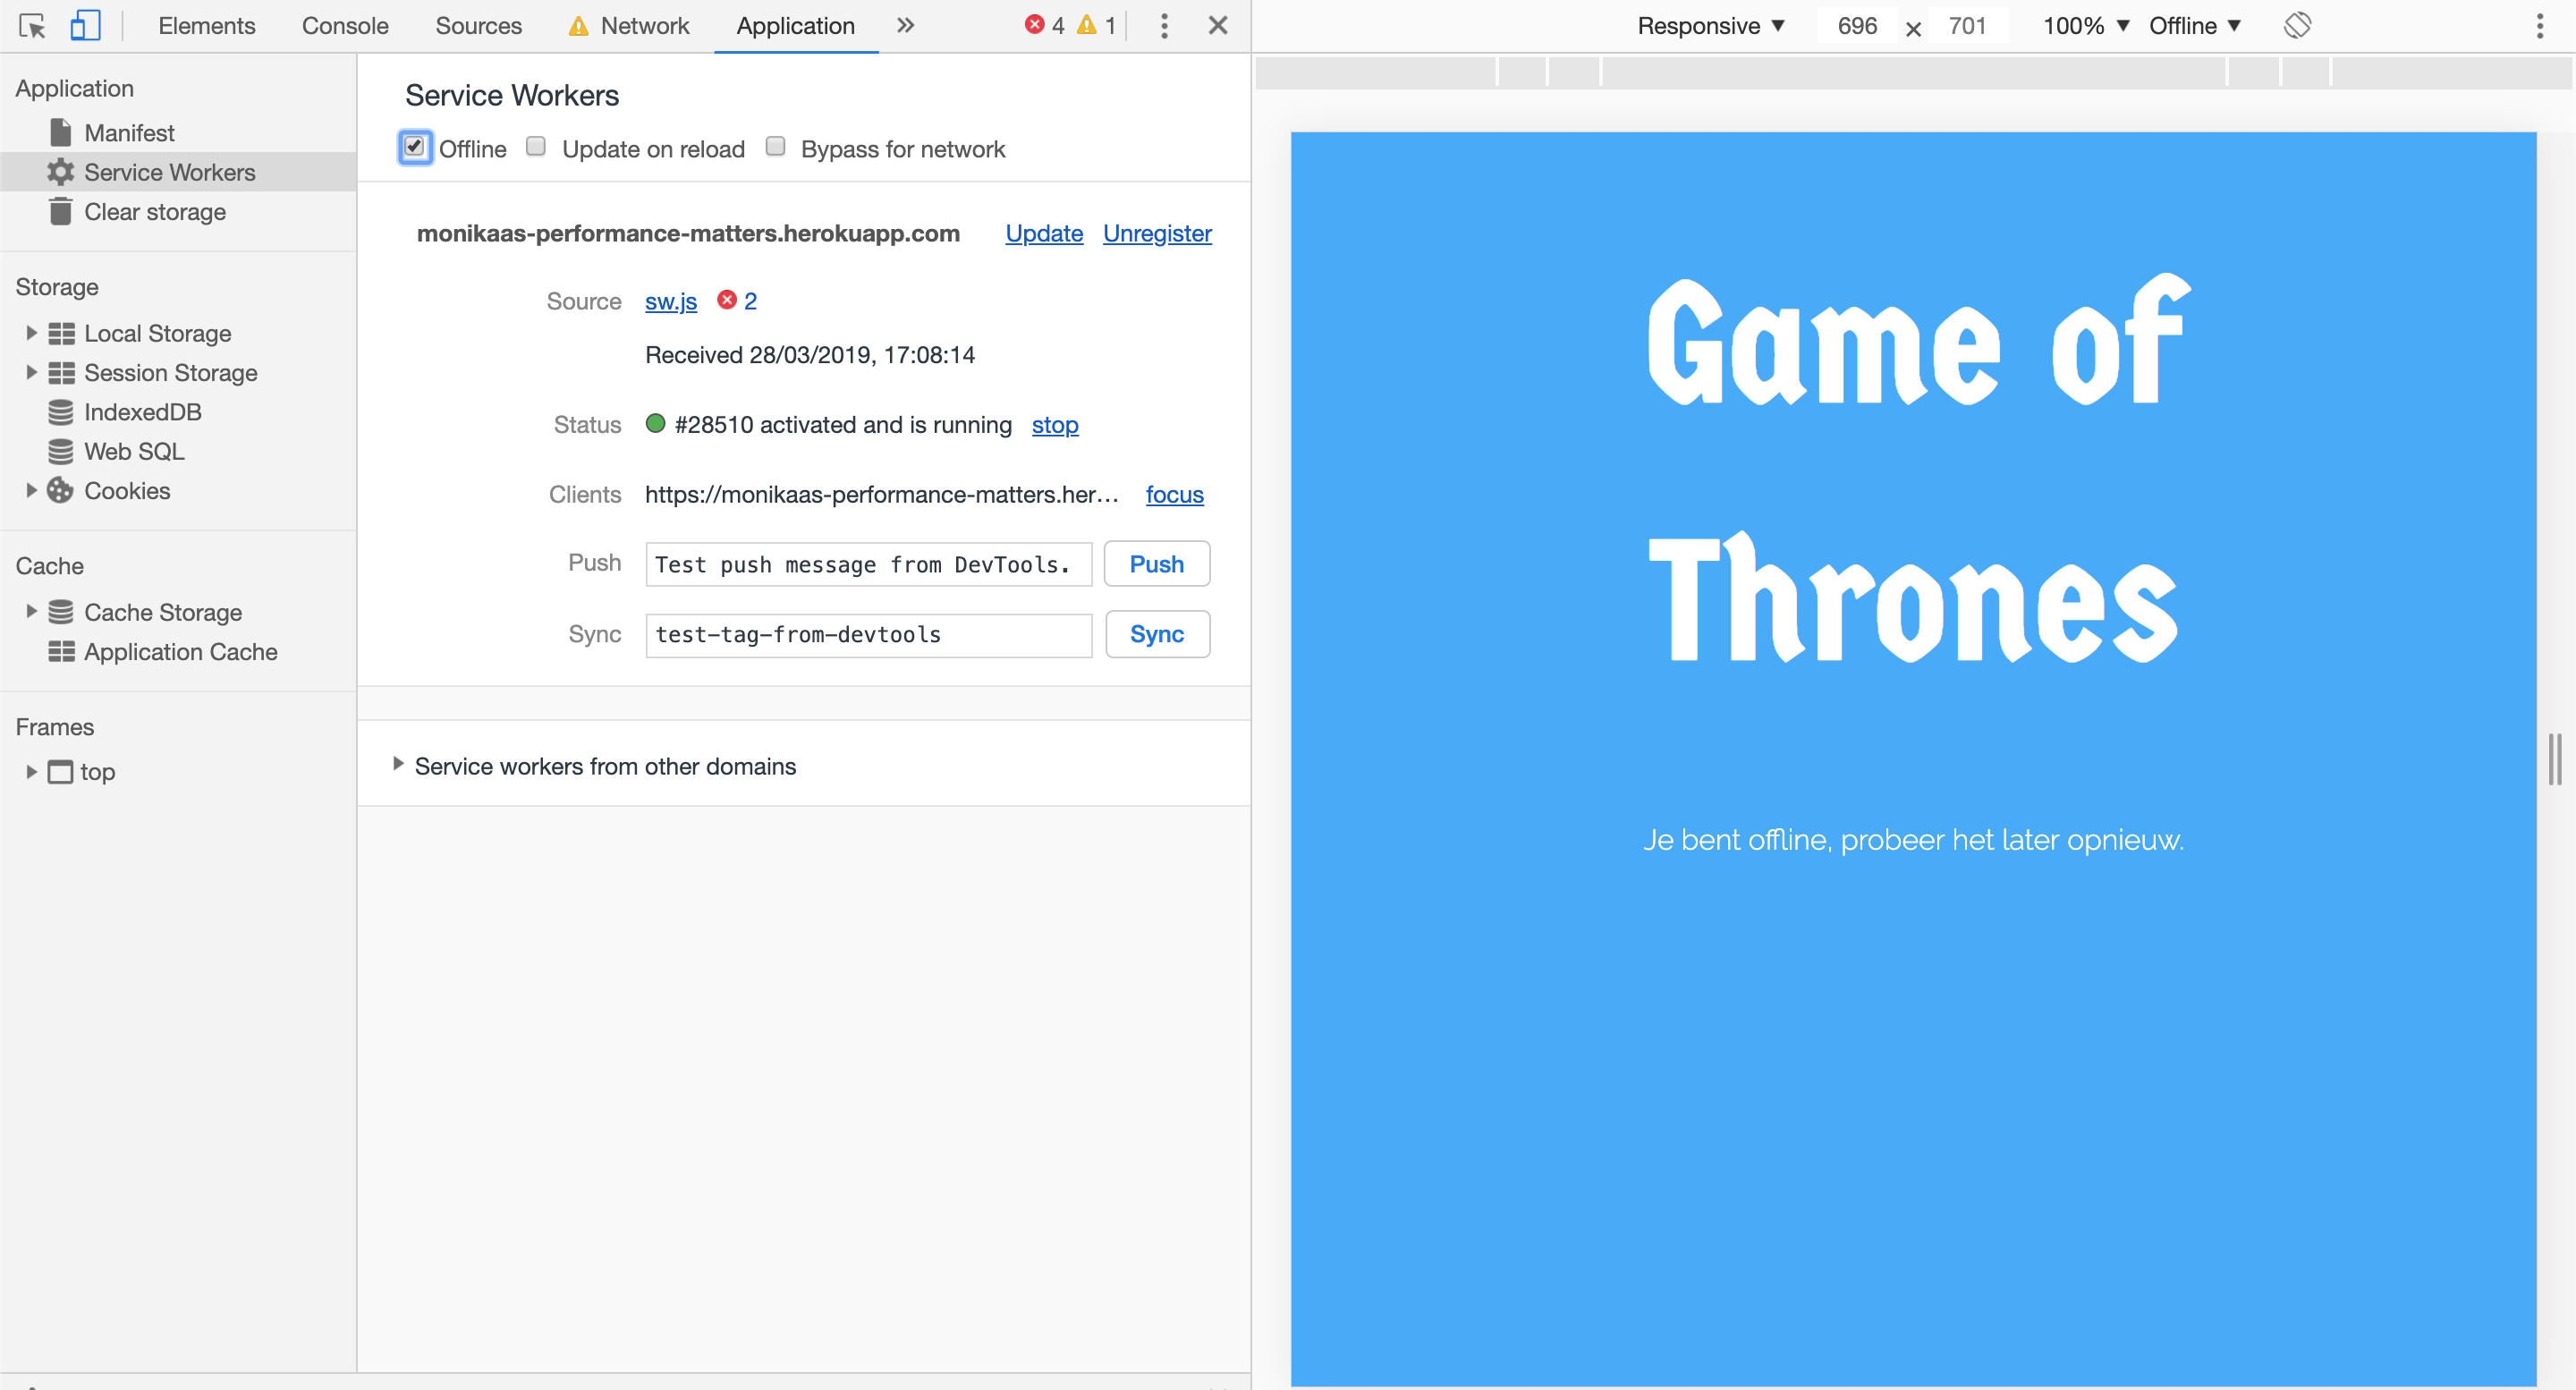 Elements Console Sources Network Application » 4 1
Responsive ▼ 696 × 701 100% ▼ Offline ▼
Application
Manifest
Service Workers
Clear storage
Storage
Local Storage
Session Storage
IndexedDB
Web SQL
Cookies
Cache
Cache Storage
Application Cache
Frames
top
Service Workers
Offline Update on reload Bypass for network
monikaas-performance-matters.herokuapp.com Update Unregister
Source sw.js 2
Received 28/03/2019, 17:08:14
Status #28510 activated and is running stop
Clients https://monikaas-performance-matters.her... focus
Push Test push message from DevTools. Push
Sync test-tag-from-devtools Sync
Service workers from other domains
Game of
Thrones
Je bent offline, probeer het later opnieuw.